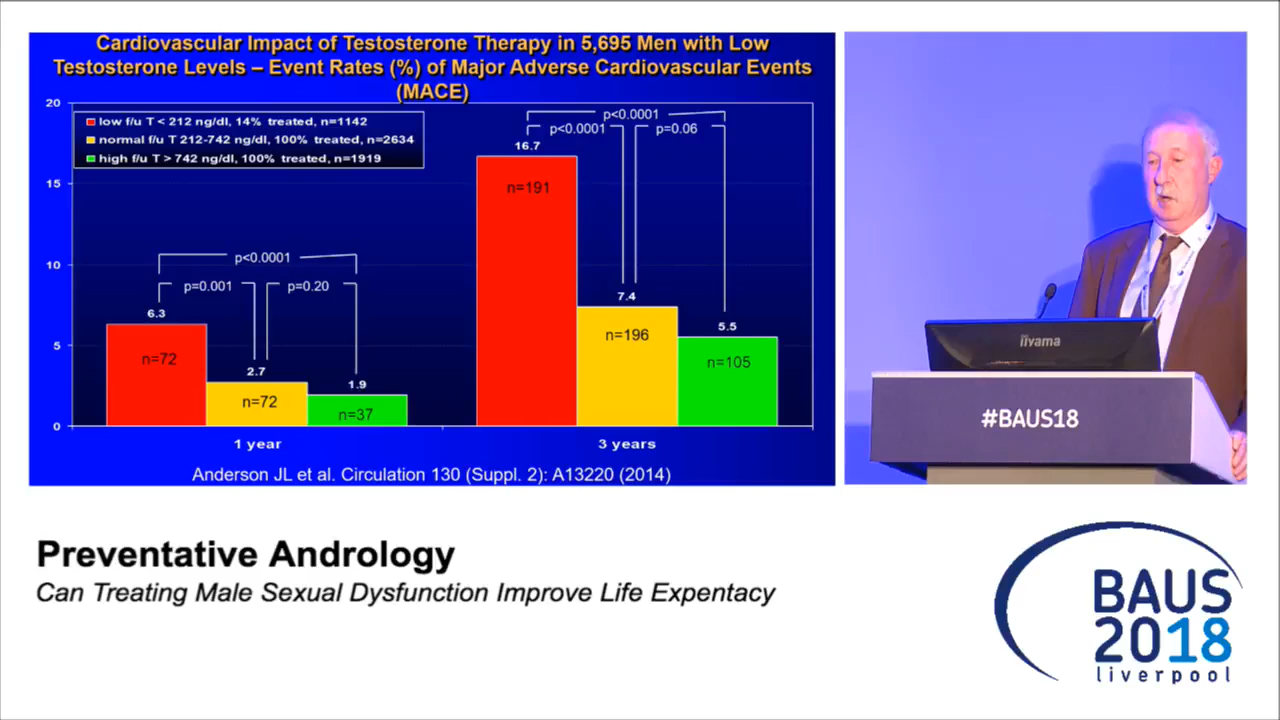 Cardiovascular Impact of Testosterone Therapy in 5,695 Men with Low
Testosterone Levels – Event Rates (%) of Major Adverse Cardiovascular Events
(MACE)
20
15
10
5
0
low f/u T < 212 ng/dl, 14% treated, n=1142
normal f/u T 212-742 ng/dl, 100% treated, n=2634
high f/u T > 742 ng/dl, 100% treated, n=1919
p<0.0001
p=0.001
p=0.20
6.3
n=72
2.7
n=72
1.9
n=37
p<0.0001
p<0.0001
p=0.06
16.7
n=191
7.4
n=196
5.5
n=105
1 year
3 years
Anderson JL et al. Circulation 130 (Suppl. 2): A13220 (2014)
iiyama
#BAUS18
Preventative Andrology
Can Treating Male Sexual Dysfunction Improve Life Expentacy
BAUS
2018
liverpool